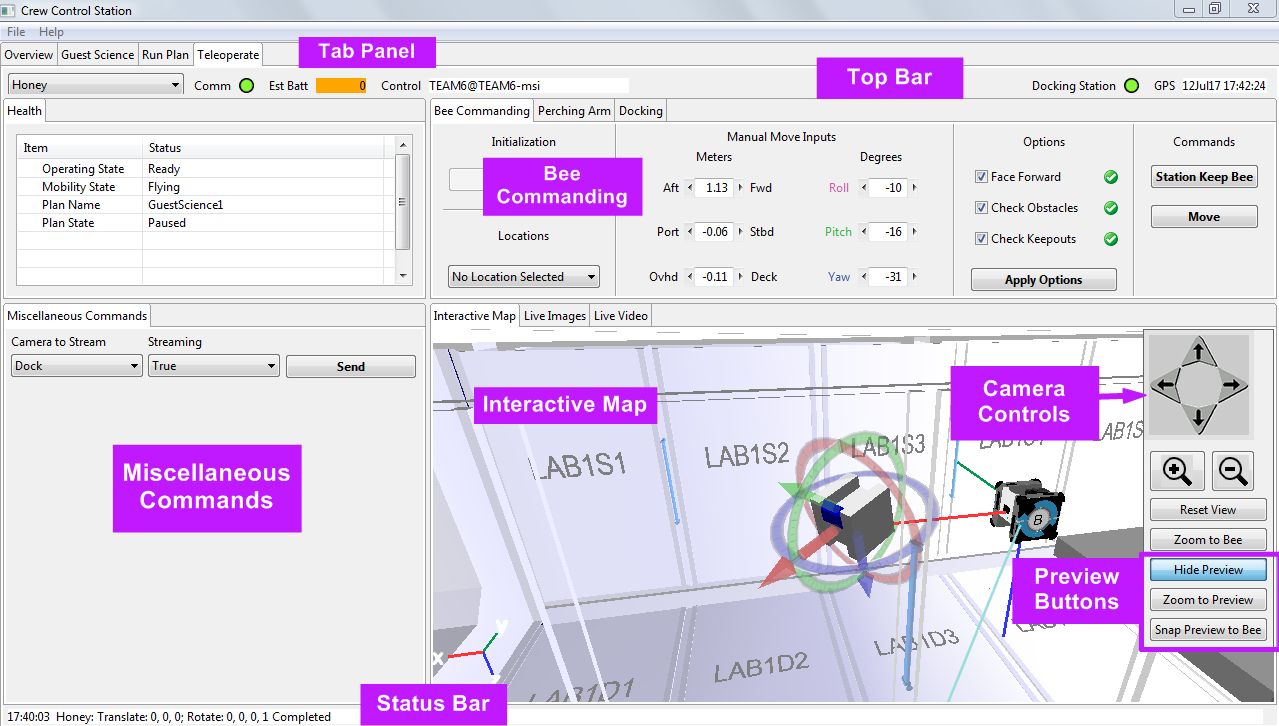 Crew Control Station
File Help
Overview Guest Science Run Plan Teleoperate
Tab Panel
Top Bar
Honey Comm Est Batt 0 Control TEAM6@TEAM6-msi Docking Station GPS 12Jul17 17:42:24
Health
Item Status
Operating State Ready
Mobility State Flying
Plan Name GuestScience1
Plan State Paused
Bee Commanding Perching Arm Docking
Initialization
Bee
Commanding
Locations
No Location Selected
Manual Move Inputs
Meters Degrees
Aft 1.13 Fwd Roll -10
Port -0.06 Stbd Pitch -16
Ovhd -0.11 Deck Yaw -31
Options
Face Forward
Check Obstacles
Check Keepouts
Apply Options
Commands
Station Keep Bee
Move
Miscellaneous Commands
Camera to Stream Streaming
Dock True Send
Miscellaneous
Commands
Interactive Map Live Images Live Video
Interactive Map
Camera
Controls
LAB1S1
LAB1S2
LAB1S3
B
LAB1D1
LAB1D2
LAB1D3
X
Y
Reset View
Zoom to Bee
Preview
Buttons
Hide Preview
Zoom to Preview
Snap Preview to Bee
Status Bar
17:40:03 Honey: Translate: 0, 0, 0; Rotate: 0, 0, 0, 1 Completed